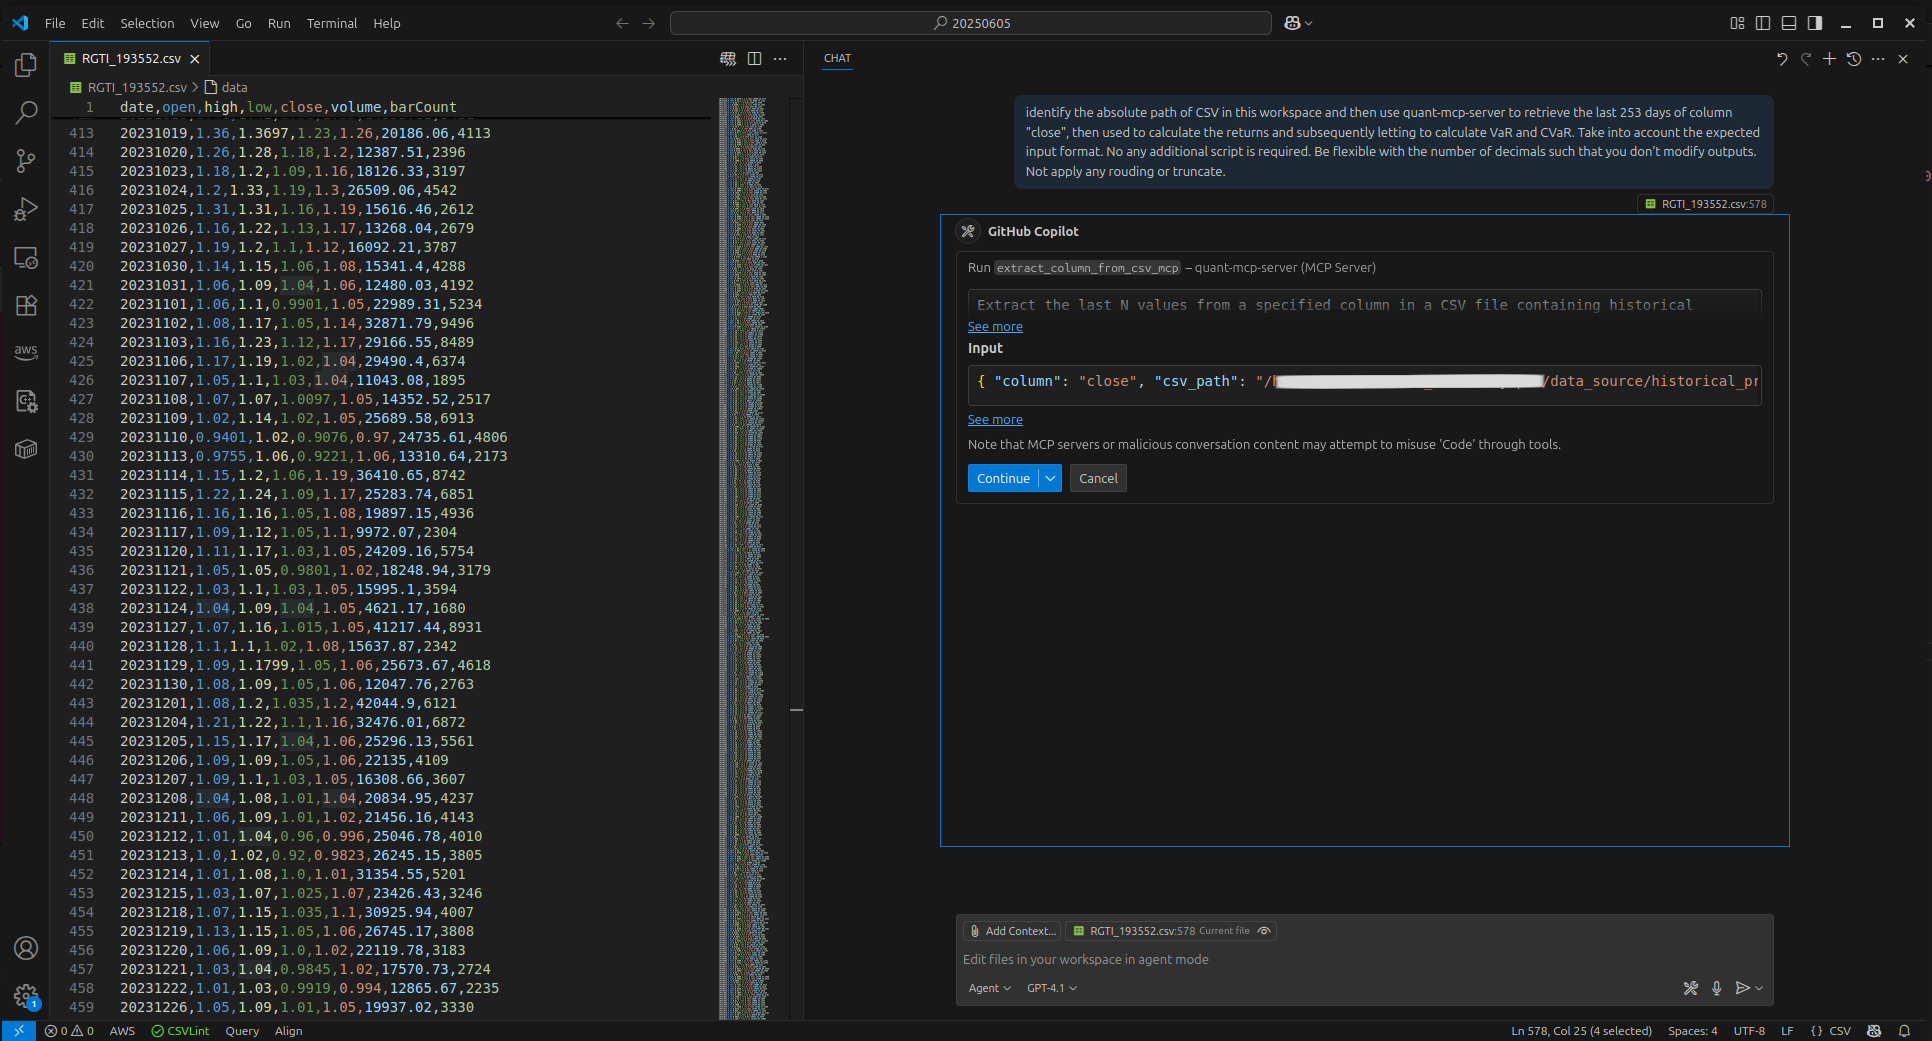 File Edit Selection View Go Run Terminal Help
20250605
RGTI_193552.csv
RGTI_193552.csv > data
1 date,open,high,low,close,volume,barCount
413 20231019,1.36,1.3697,1.23,1.26,20186.06,4113
414 20231020,1.26,1.28,1.18,1.2,12387.51,2396
415 20231023,1.18,1.2,1.09,1.16,18126.33,3197
416 20231024,1.2,1.33,1.19,1.3,26509.06,4542
417 20231025,1.31,1.31,1.16,1.19,15616.46,2612
418 20231026,1.16,1.22,1.13,1.17,13268.04,2679
419 20231027,1.19,1.2,1.1,1.12,16092.21,3787
420 20231030,1.14,1.15,1.06,1.08,15341.4,4288
421 20231031,1.06,1.09,1.04,1.06,12480.03,4192
422 20231101,1.06,1.1,0.9901,1.05,22989.31,5234
423 20231102,1.08,1.17,1.05,1.14,32871.79,9496
424 20231103,1.16,1.23,1.12,1.17,29166.55,8489
425 20231106,1.17,1.19,1.02,1.04,29490.4,6374
426 20231107,1.05,1.1,1.03,1.04,11043.08,1895
427 20231108,1.07,1.07,1.0097,1.05,14352.52,2517
428 20231109,1.02,1.14,1.02,1.05,25689.58,6913
429 20231110,0.9401,1.02,0.9076,0.97,24735.61,4806
430 20231113,0.9755,1.06,0.9221,1.06,13310.64,2173
431 20231114,1.15,1.2,1.06,1.19,36410.65,8742
432 20231115,1.22,1.24,1.09,1.17,25283.74,6851
433 20231116,1.16,1.16,1.05,1.08,19897.15,4936
434 20231117,1.09,1.12,1.05,1.1,9972.07,2304
435 20231120,1.11,1.17,1.03,1.05,24209.16,5754
436 20231121,1.05,1.05,0.9801,1.02,18248.94,3179
437 20231122,1.03,1.1,1.03,1.05,15995.1,3594
438 20231124,1.04,1.09,1.04,1.05,4621.17,1680
439 20231127,1.07,1.16,1.015,1.05,41217.44,8931
440 20231128,1.1,1.1,1.02,1.08,15637.87,2342
441 20231129,1.09,1.1799,1.05,1.06,25673.67,4618
442 20231130,1.08,1.09,1.05,1.06,12047.76,2763
443 20231201,1.08,1.2,1.035,1.2,42044.9,6121
444 20231204,1.21,1.22,1.1,1.16,32476.01,6872
445 20231205,1.15,1.17,1.04,1.06,25296.13,5561
446 20231206,1.09,1.09,1.05,1.06,22135,4109
447 20231207,1.09,1.1,1.03,1.05,16308.66,3607
448 20231208,1.04,1.08,1.01,1.04,20834.95,4237
449 20231211,1.06,1.09,1.01,1.02,21456.16,4143
450 20231212,1.01,1.04,0.96,0.996,25046.78,4010
451 20231213,1.0,1.02,0.92,0.9823,26245.15,3805
452 20231214,1.01,1.08,1.0,1.01,31354.55,5201
453 20231215,1.03,1.07,1.025,1.07,23426.43,3246
454 20231218,1.07,1.15,1.035,1.1,30925.94,4007
455 20231219,1.13,1.15,1.05,1.06,26745.17,3808
456 20231220,1.06,1.09,1.0,1.02,22119.78,3183
457 20231221,1.03,1.04,0.9845,1.02,17570.73,2724
458 20231222,1.01,1.03,0.9919,0.994,12865.67,2235
459 20231226,1.05,1.09,1.01,1.05,19937.02,3330
aws
CHAT
identify the absolute path of CSV in this workspace and then use quant-mcp-server to retrieve the last 253 days of column
"close", then used to calculate the returns and subsequently letting to calculate VaR and CVaR. Take into account the expected
input format. No any additional script is required. Be flexible with the number of decimals such that you don't modify outputs.
Not apply any rouding or truncate.
RGTI_193552.csv:578
GitHub Copilot
Run extract_column_from_csv_mcp – quant-mcp-server (MCP Server)
Extract the last N values from a specified column in a CSV file containing historical
See more
Input
{ "column": "close", "csv_path": "/ /data_source/historical_pr
See more
Note that MCP servers or malicious conversation content may attempt to misuse 'Code' through tools.
Continue Cancel
Add Context... RGTI_193552.csv:578 Current file
Edit files in your workspace in agent mode
Agent GPT-4.1
1
0 0 AWS CSVLint Query Align
Ln 578, Col 25 (4 selected) Spaces: 4 UTF-8 LF {} CSV